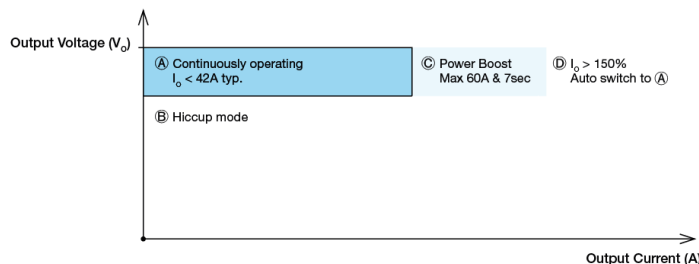 Output Voltage (Vo)
Ⓐ Continuously operating
Io < 42A typ.
Ⓒ Power Boost
Max 60A & 7sec
Ⓓ Io > 150%
Auto switch to Ⓐ
Ⓑ Hiccup mode
Output Current (A)